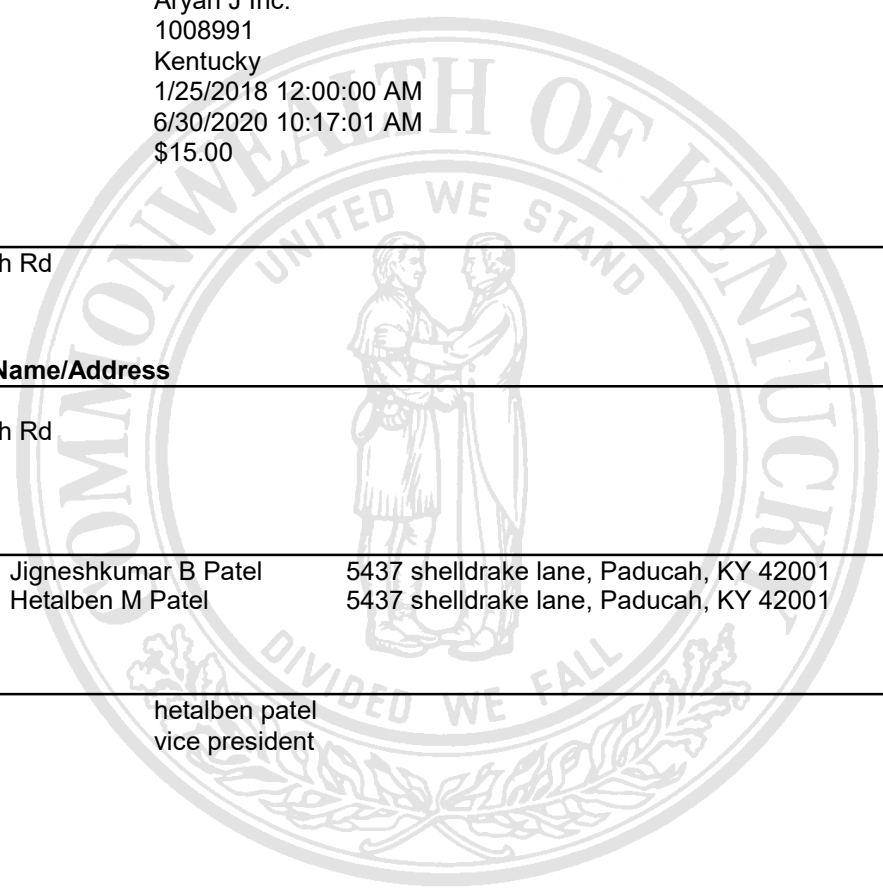 Aryan J Inc.
1008991
Kentucky
1/25/2018 12:00:00 AM
6/30/2020 10:17:01 AM
$15.00
h Rd
Name/Address
h Rd
Jigneshkumar B Patel 5437 shelldrake lane, Paducah, KY 42001
Hetalben M Patel 5437 shelldrake lane, Paducah, KY 42001
hetalben patel
vice president
COMMONWEALTH OF KENTUCKY
UNITED WE STAND
DIVIDED WE FALL